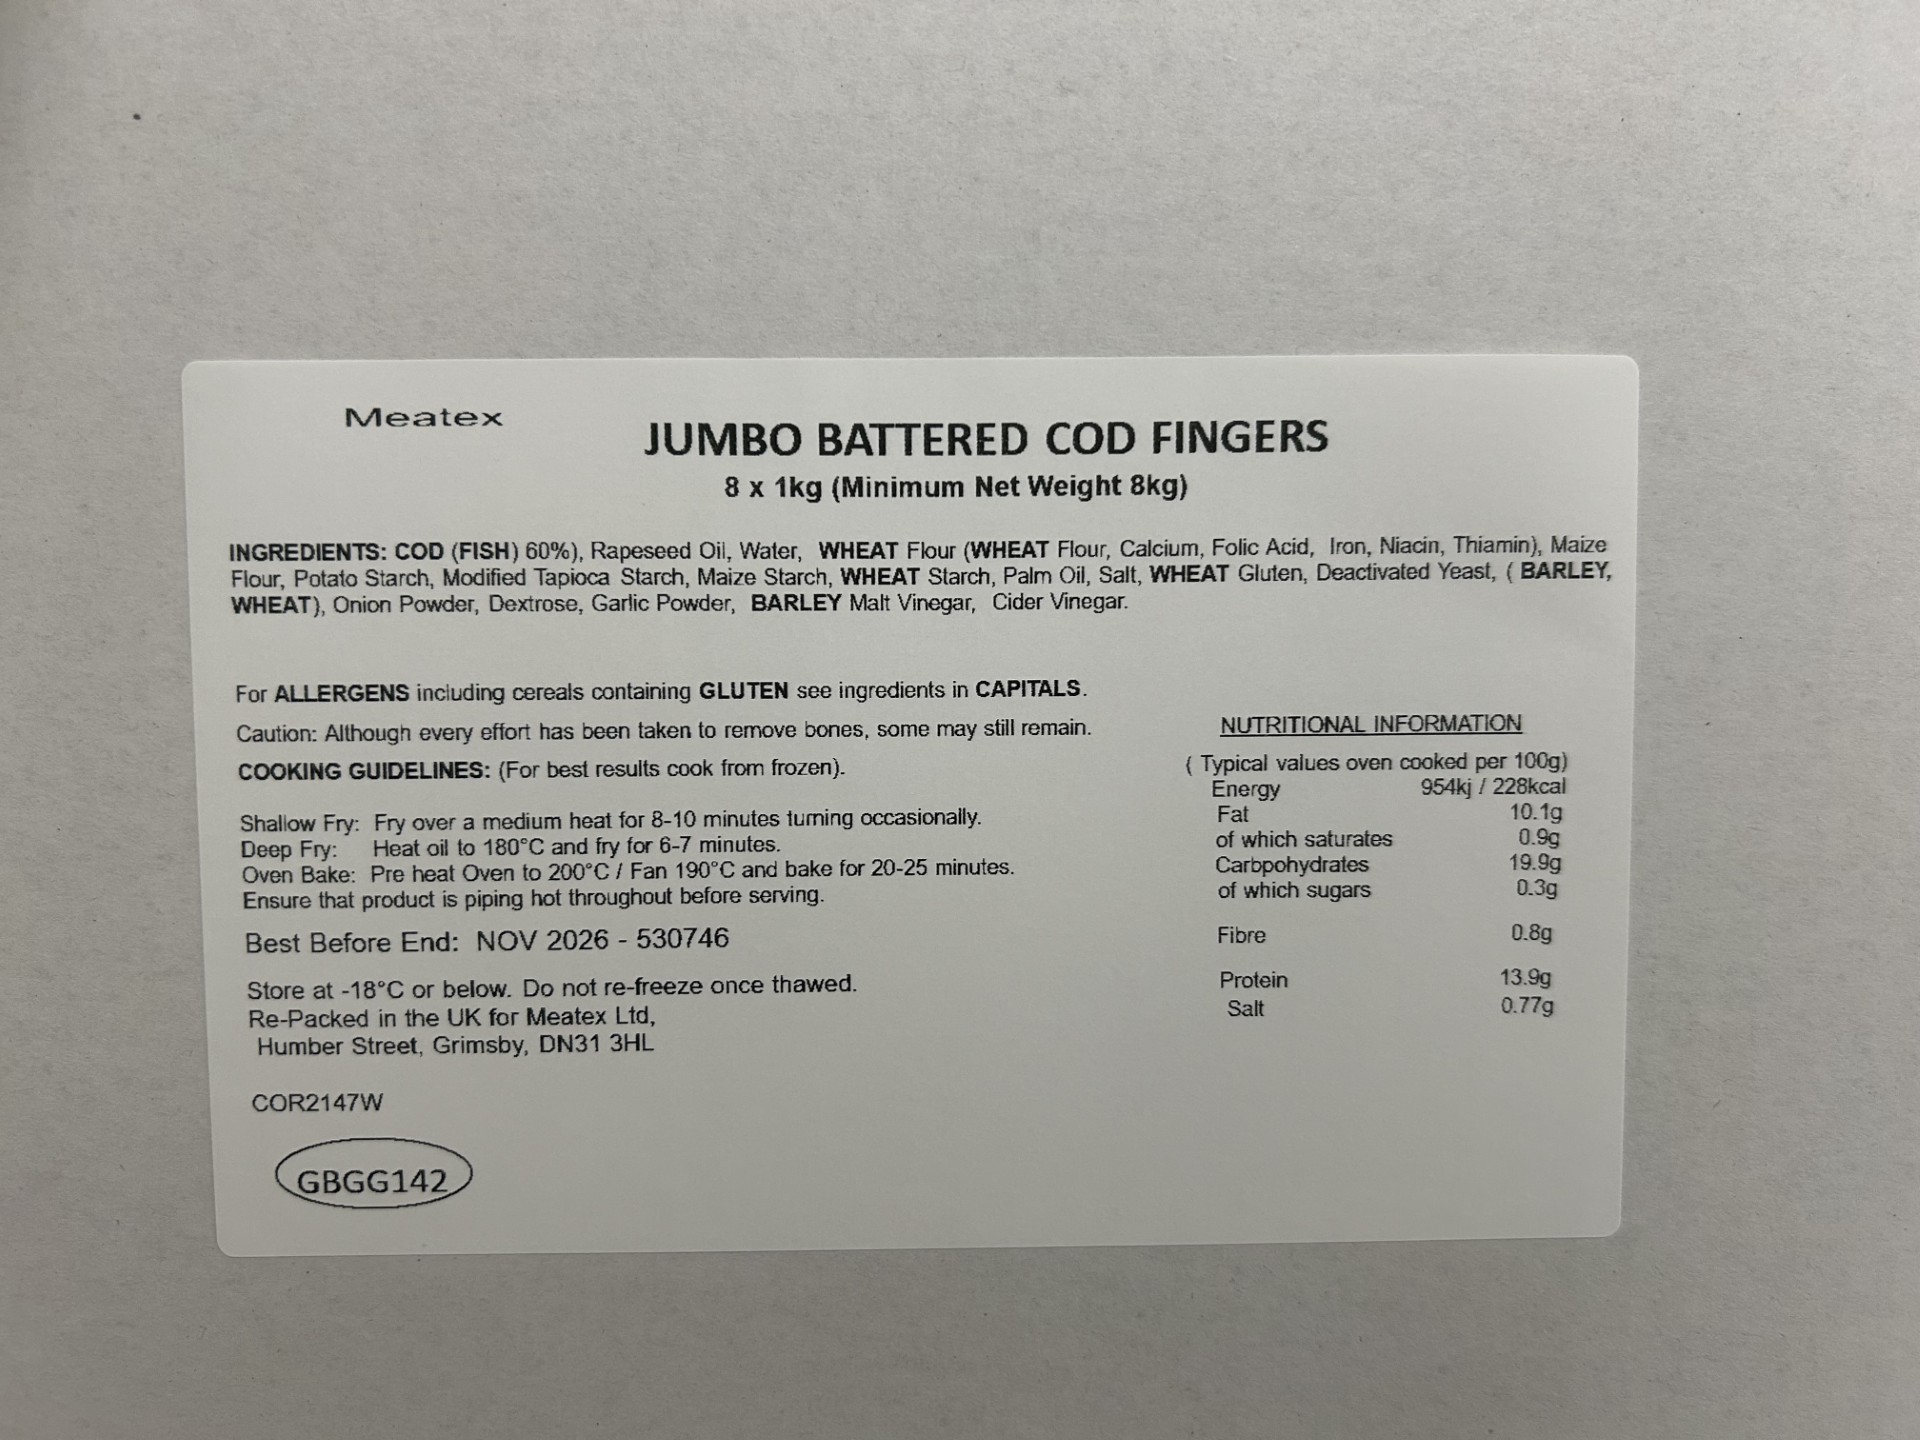 Meatex
JUMBO BATTERED COD FINGERS
8 x 1kg (Minimum Net Weight 8kg)
INGREDIENTS: COD (FISH) 60%), Rapeseed Oil, Water, WHEAT Flour (WHEAT Flour, Calcium, Folic Acid, Iron, Niacin, Thiamin), Maize
Flour, Potato Starch, Modified Tapioca Starch, Maize Starch, WHEAT Starch, Palm Oil, Salt, WHEAT Gluten, Deactivated Yeast, ( BARLEY,
WHEAT), Onion Powder, Dextrose, Garlic Powder, BARLEY Malt Vinegar, Cider Vinegar.
For ALLERGENS including cereals containing GLUTEN see ingredients in CAPITALS.
Caution: Although every effort has been taken to remove bones, some may still remain.
COOKING GUIDELINES: (For best results cook from frozen).
Shallow Fry: Fry over a medium heat for 8-10 minutes turning occasionally.
Deep Fry: Heat oil to 180°C and fry for 6-7 minutes.
Oven Bake: Pre heat Oven to 200°C / Fan 190°C and bake for 20-25 minutes.
Ensure that product is piping hot throughout before serving.
Best Before End: NOV 2026 - 530746
Store at -18°C or below. Do not re-freeze once thawed.
Re-Packed in the UK for Meatex Ltd,
Humber Street, Grimsby, DN31 3HL
COR2147W
GBGG142
NUTRITIONAL INFORMATION
( Typical values oven cooked per 100g)
Energy 954kj / 228kcal
Fat 10.1g
of which saturates 0.9g
Carbpohydrates 19.9g
of which sugars 0.3g
Fibre 0.8g
Protein 13.9g
Salt 0.77g